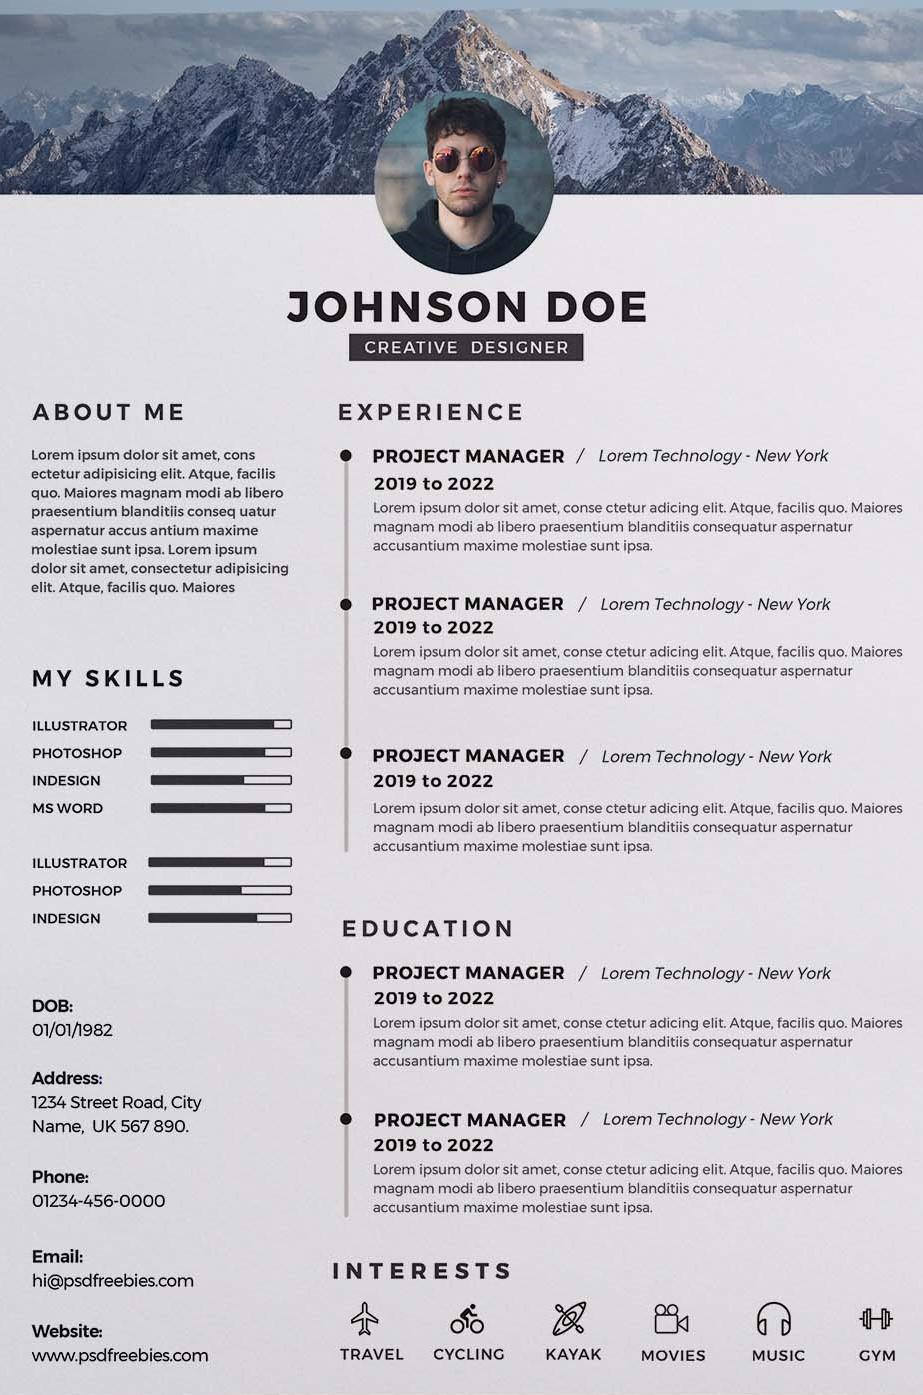 JOHNSON DOE
CREATIVE DESIGNER
ABOUT ME
Lorem ipsum dolor sit amet, cons
ectetur adipisicing elit. Atque, facilis
quo. Maiores magnam modi ab libero
praesentium blanditiis conseq uatur
aspernatur accus antium maxime
molestiae sunt ipsa. Lorem ipsum
dolor sit amet, consectetur adipisicing
elit. Atque, facilis quo. Maiores
MY SKILLS
ILLUSTRATOR
PHOTOSHOP
INDESIGN
MS WORD
ILLUSTRATOR
PHOTOSHOP
INDESIGN
DOB:
01/01/1982
Address:
1234 Street Road, City
Name, UK 567 890.
Phone:
01234-456-0000
Email:
hi@psdfreebies.com
Website:
www.psdfreebies.com
EXPERIENCE
PROJECT MANAGER / Lorem Technology - New York
2019 to 2022
Lorem ipsum dolor sit amet, conse ctetur adicing elit. Atque, facilis quo. Maiores
magnam modi ab libero praesentium blanditiis consequatur aspernatur
accusantium maxime molestiae sunt ipsa.
PROJECT MANAGER / Lorem Technology - New York
2019 to 2022
Lorem ipsum dolor sit amet, conse ctetur adicing elit. Atque, facilis quo. Maiores
magnam modi ab libero praesentium blanditiis consequatur aspernatur
accusantium maxime molestiae sunt ipsa.
PROJECT MANAGER / Lorem Technology - New York
2019 to 2022
Lorem ipsum dolor sit amet, conse ctetur adicing elit. Atque, facilis quo. Maiores
magnam modi ab libero praesentium blanditiis consequatur aspernatur
accusantium maxime molestiae sunt ipsa.
EDUCATION
PROJECT MANAGER / Lorem Technology - New York
2019 to 2022
Lorem ipsum dolor sit amet, conse ctetur adicing elit. Atque, facilis quo. Maiores
magnam modi ab libero praesentium blanditiis consequatur aspernatur
accusantium maxime molestiae sunt ipsa.
PROJECT MANAGER / Lorem Technology - New York
2019 to 2022
Lorem ipsum dolor sit amet, conse ctetur adicing elit. Atque, facilis quo. Maiores
magnam modi ab libero praesentium blanditiis consequatur aspernatur
accusantium maxime molestiae sunt ipsa.
INTERESTS
TRAVEL CYCLING KAYAK MOVIES MUSIC GYM